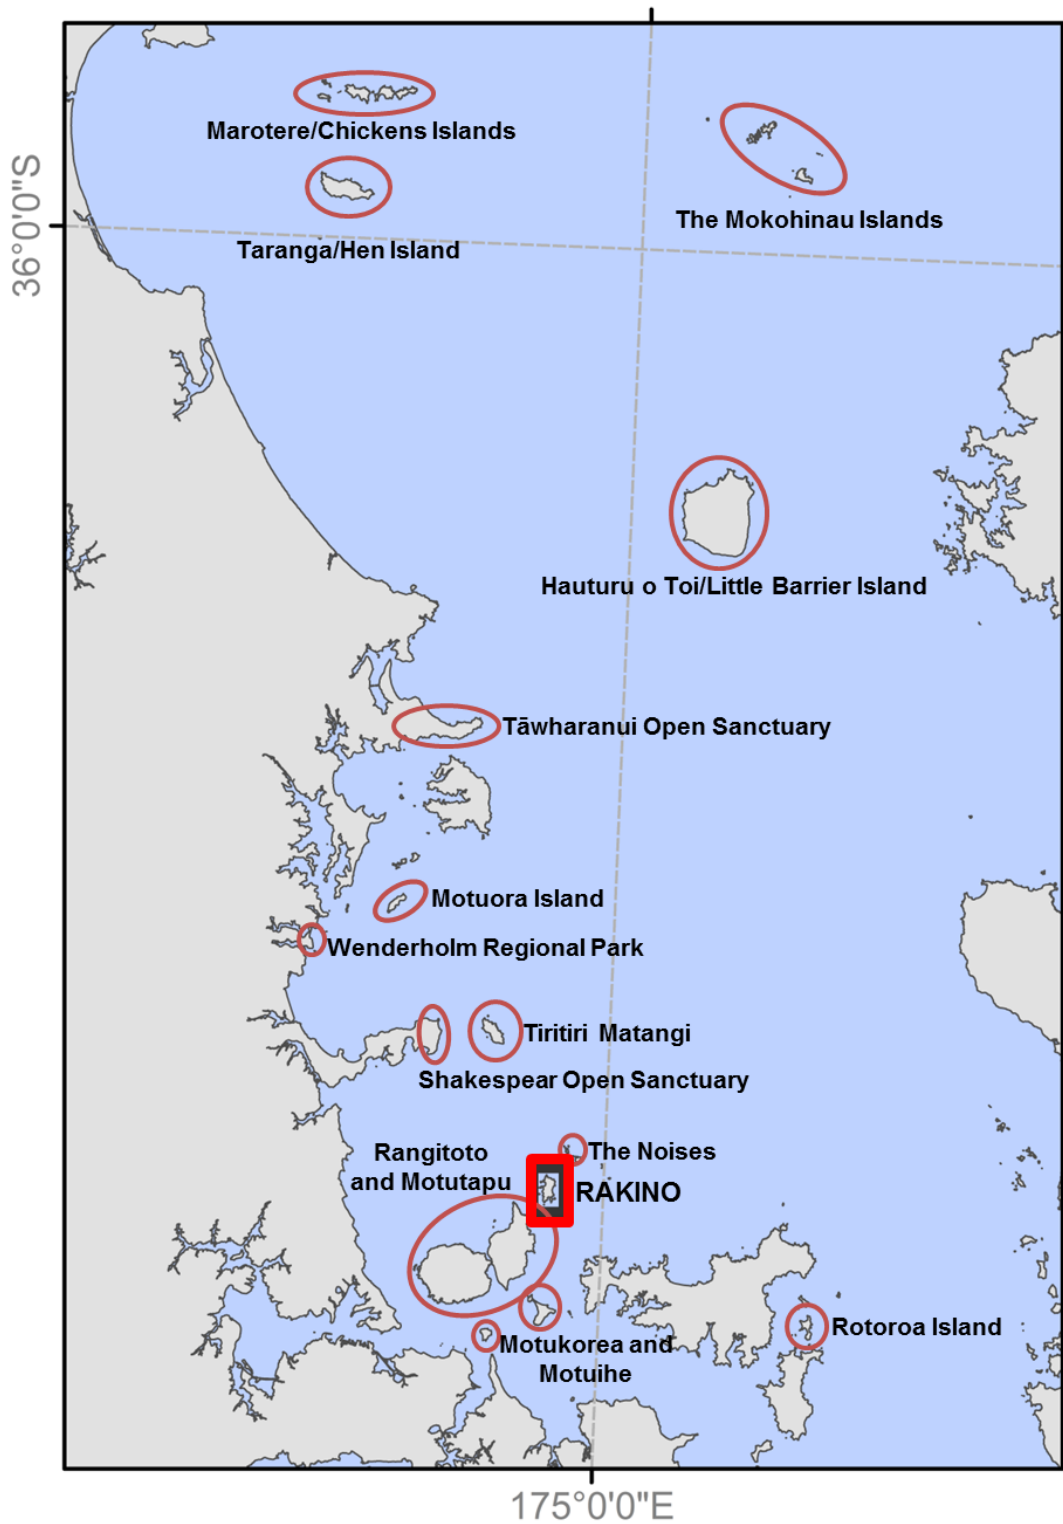 Marotere/Chickens Islands
The Mokohinau Islands
36°0'0"S
Taranga/Hen Island
Hauturu o Toi/Little Barrier Island
Tāwharanui Open Sanctuary
Motuora Island
Wenderholm Regional Park
Tiritiri Matangi
Shakespear Open Sanctuary
Rangitoto
and Motutapu
The Noises
RAKINO
Rotoroa Island
Motukorea and
Motuihe
175°0'0"E